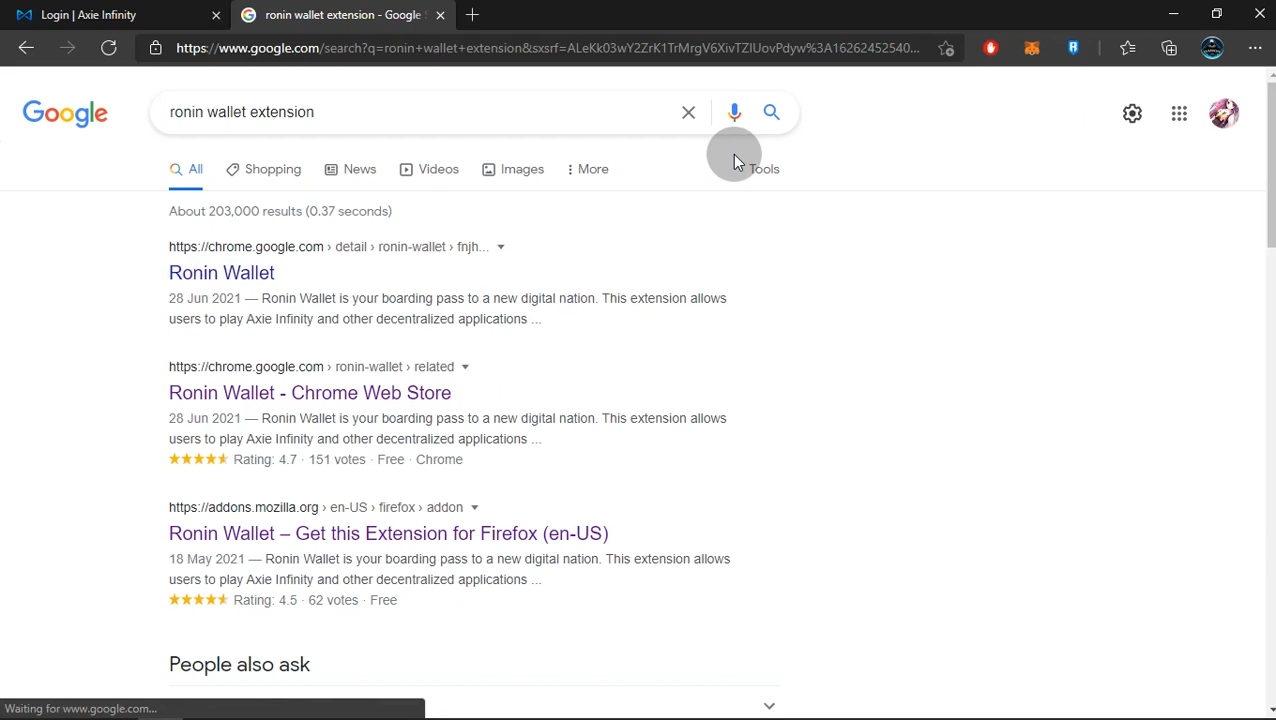 Login | Axie Infinity
ronin wallet extension - Google
https://www.google.com/search?q=ronin+wallet+extension&sxsrf=ALeKk03wY2ZrK1TrMrgV6XivTZlUovPdyw%3A16262452540...
Google
ronin wallet extension
All Shopping News Videos Images More Tools
About 203,000 results (0.37 seconds)
https://chrome.google.com › detail › ronin-wallet › fnjh...
Ronin Wallet
28 Jun 2021 — Ronin Wallet is your boarding pass to a new digital nation. This extension allows
users to play Axie Infinity and other decentralized applications ...
https://chrome.google.com › ronin-wallet › related
Ronin Wallet - Chrome Web Store
28 Jun 2021 — Ronin Wallet is your boarding pass to a new digital nation. This extension allows
users to play Axie Infinity and other decentralized applications ...
Rating: 4.7 · 151 votes · Free · Chrome
https://addons.mozilla.org › en-US › firefox › addon
Ronin Wallet – Get this Extension for Firefox (en-US)
18 May 2021 — Ronin Wallet is your boarding pass to a new digital nation. This extension allows
users to play Axie Infinity and other decentralized applications ...
Rating: 4.5 · 62 votes · Free
People also ask
Waiting for www.google.com...